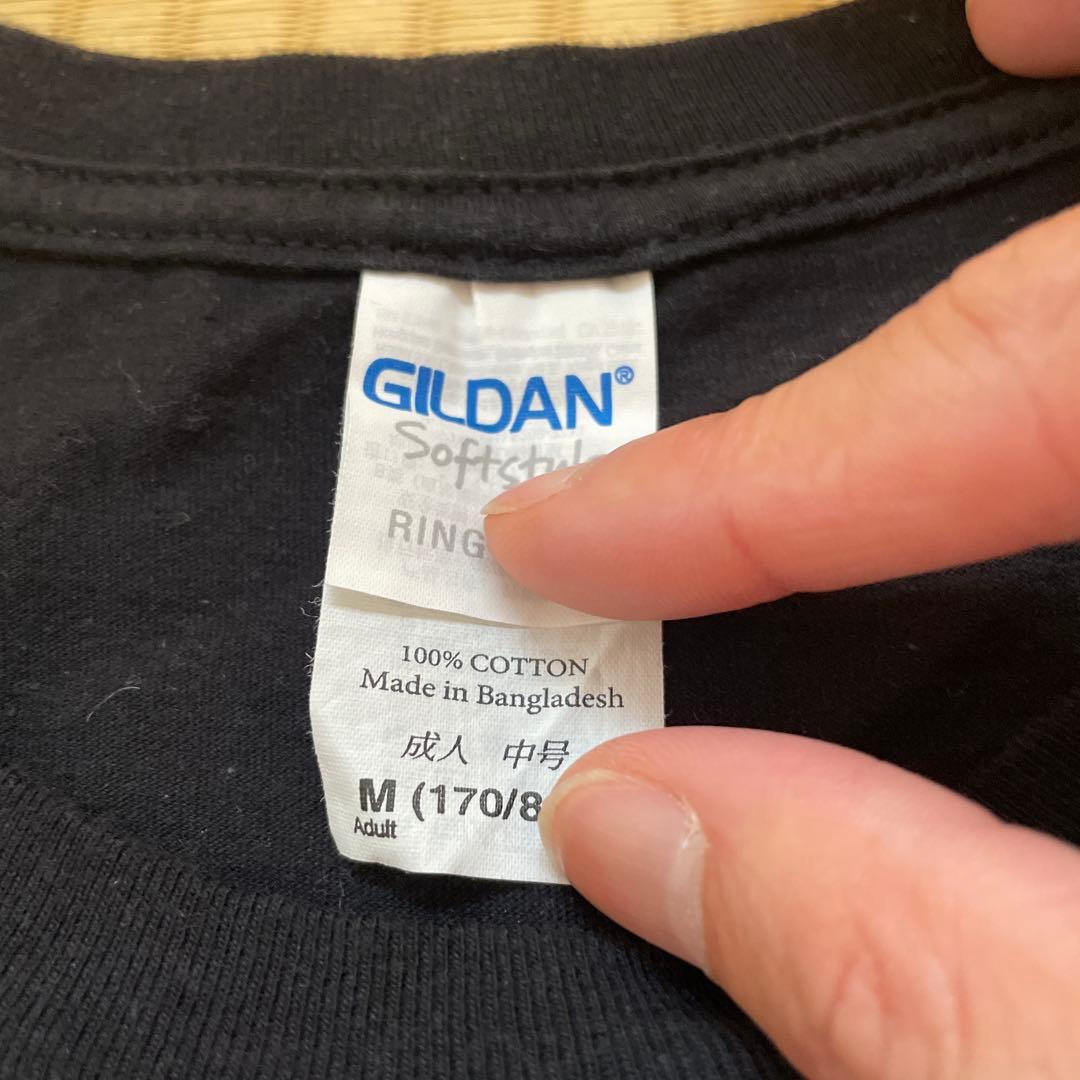 GILDAN®
Softstyle
RING
100% COTTON
Made in Bangladesh
成人 中号
M (170/8
Adult